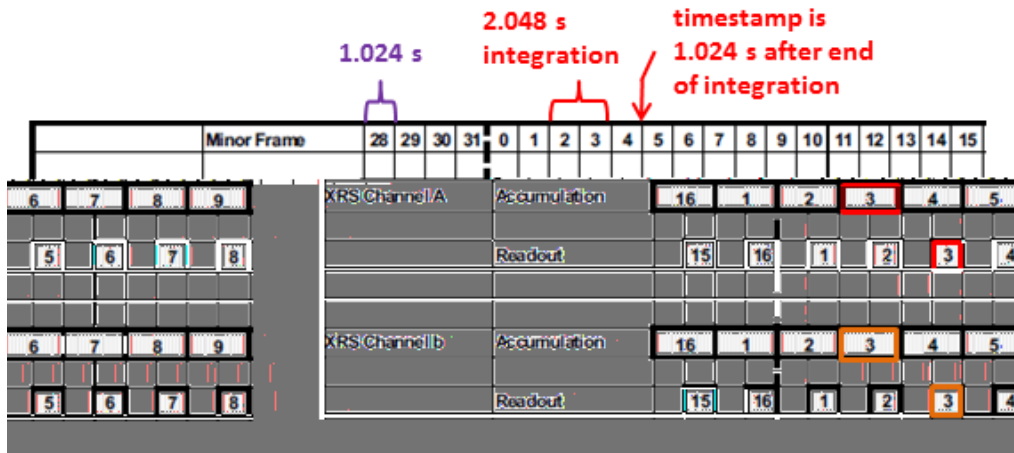 1.024 s
2.048 s
integration
timestamp is
1.024 s after end
of integration
Minor Frame 28 29 30 31 0 1 2 3 4 5 6 7 8 9 10 11 12 13 14 15
6 7 8 9 XRS Channel A Accumulation 16 1 2 3 4 5
5 6 7 8 Readout 15 16 1 2 3 4
6 7 8 9 XRS Channel b Accumulation 16 1 2 3 4 5
5 6 7 8 Readout 15 16 1 2 3 4